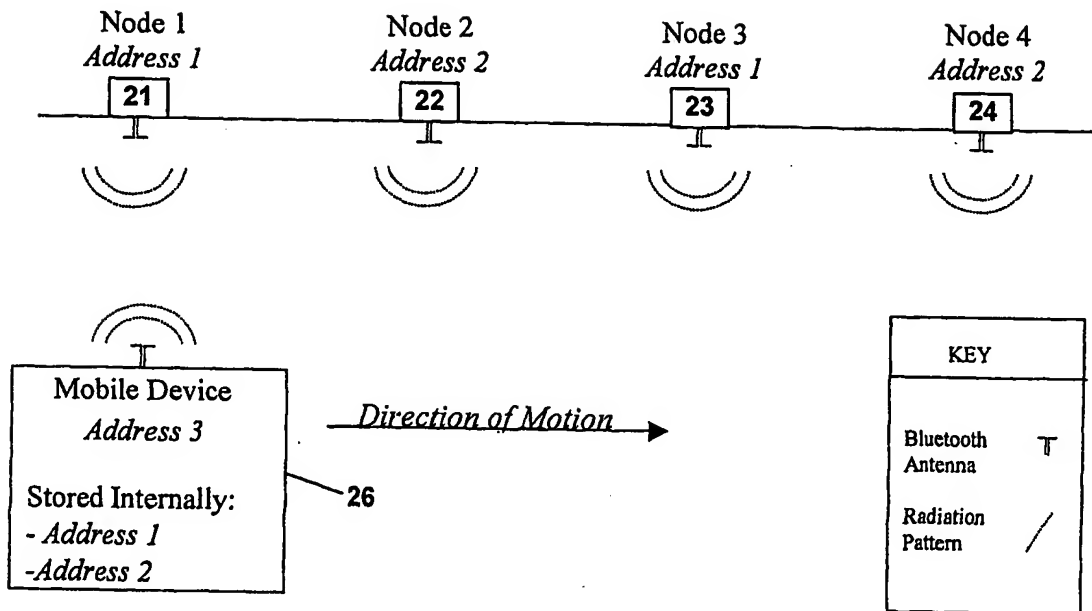 Node 1
Address 1
21
Node 2
Address 2
22
Node 3
Address 1
23
Node 4
Address 2
24
Mobile Device
Address 3
Stored Internally:
- Address 1
-Address 2
Direction of Motion
26
KEY
Bluetooth
Antenna
Radiation
Pattern